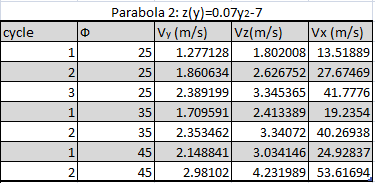 Parabola 2: z(y)=0.07y2-7
cycle Φ Vy (m/s) Vz(m/s) Vx (m/s)
1 25 1.277128 1.802008 13.51889
2 25 1.860634 2.626752 27.67469
3 25 2.389199 3.345365 41.7776
1 35 1.709591 2.413389 19.2354
2 35 2.353462 3.34072 40.26938
1 45 2.148841 3.034146 24.92837
2 45 2.98102 4.231989 53.61694